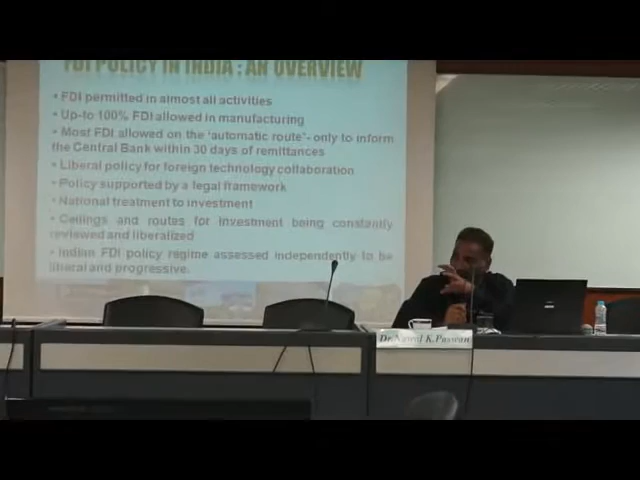 FDI POLICY IN INDIA : AN OVERVIEW
• FDI permitted in almost all activities
• Up-to 100% FDI allowed in manufacturing
• Most FDI allowed on the 'automatic route'- only to inform
the Central Bank within 30 days of remittances
• Liberal policy for foreign technology collaboration
• Policy supported by a legal framework
• National treatment to investment
• Ceilings and routes for investment being constantly
reviewed and liberalized
• Indian FDI policy regime assessed independently to be
liberal and progressive.
Dr. Nawal K. Paswan